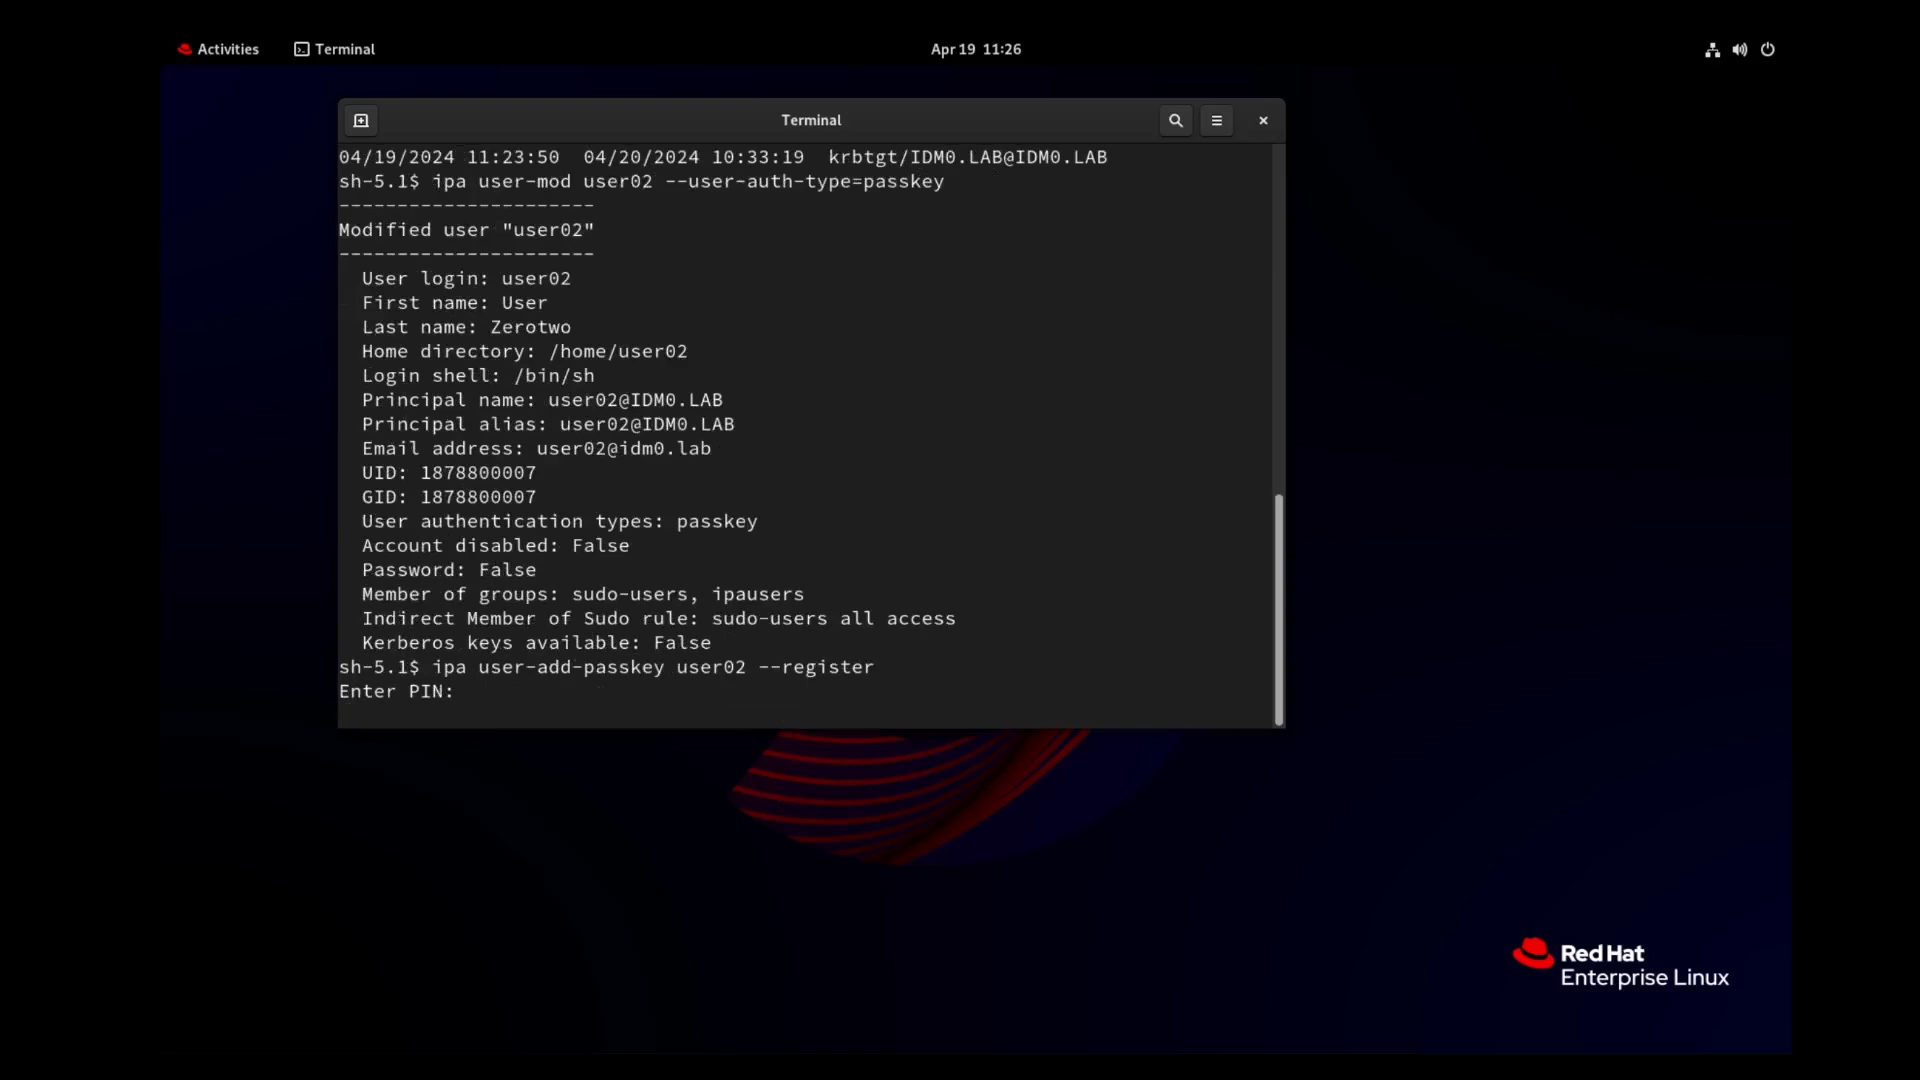 Activities
Terminal
Apr 19 11:26
Terminal
04/19/2024 11:23:50  04/20/2024 10:33:19  krbtgt/IDM0.LAB@IDM0.LAB
sh-5.1$ ipa user-mod user02 --user-auth-type=passkey
----------------------
Modified user "user02"
----------------------
  User login: user02
  First name: User
  Last name: Zerotwo
  Home directory: /home/user02
  Login shell: /bin/sh
  Principal name: user02@IDM0.LAB
  Principal alias: user02@IDM0.LAB
  Email address: user02@idm0.lab
  UID: 1878800007
  GID: 1878800007
  User authentication types: passkey
  Account disabled: False
  Password: False
  Member of groups: sudo-users, ipausers
  Indirect Member of Sudo rule: sudo-users all access
  Kerberos keys available: False
sh-5.1$ ipa user-add-passkey user02 --register
Enter PIN:
Red Hat
Enterprise Linux